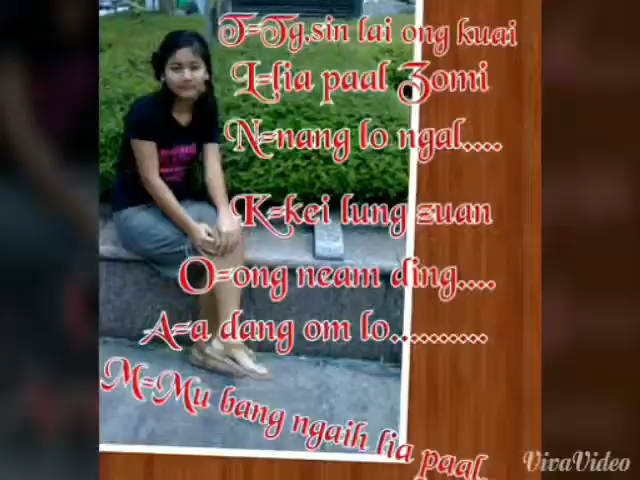 T=Tg.sin lai ong kuai
L=lia paal Zomi
N=nang lo ngal....
K=kei lung zuan
O=ong neam ding....
A=a dang om lo..........
M=Mu bang ngaih lia paal..
VivaVideo